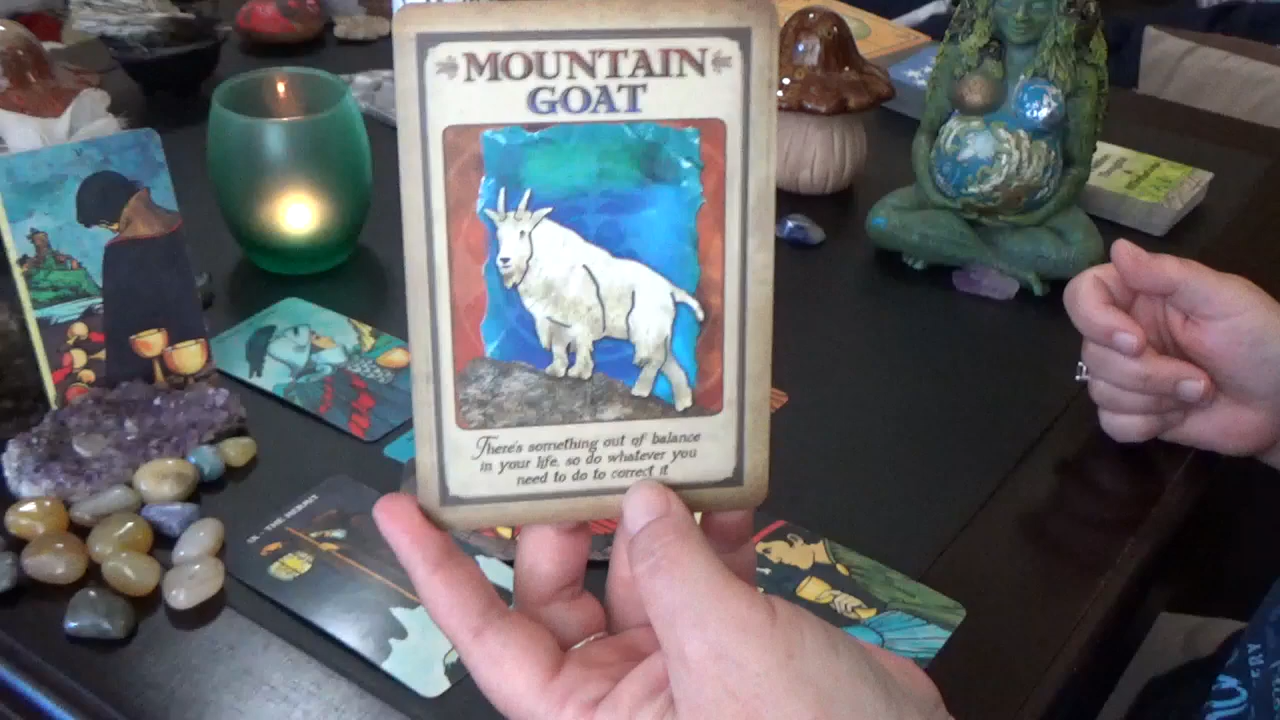 MOUNTAIN
GOAT
There's something out of balance
in your life, so do whatever you
need to do to correct it
V
IX - THE HERMIT